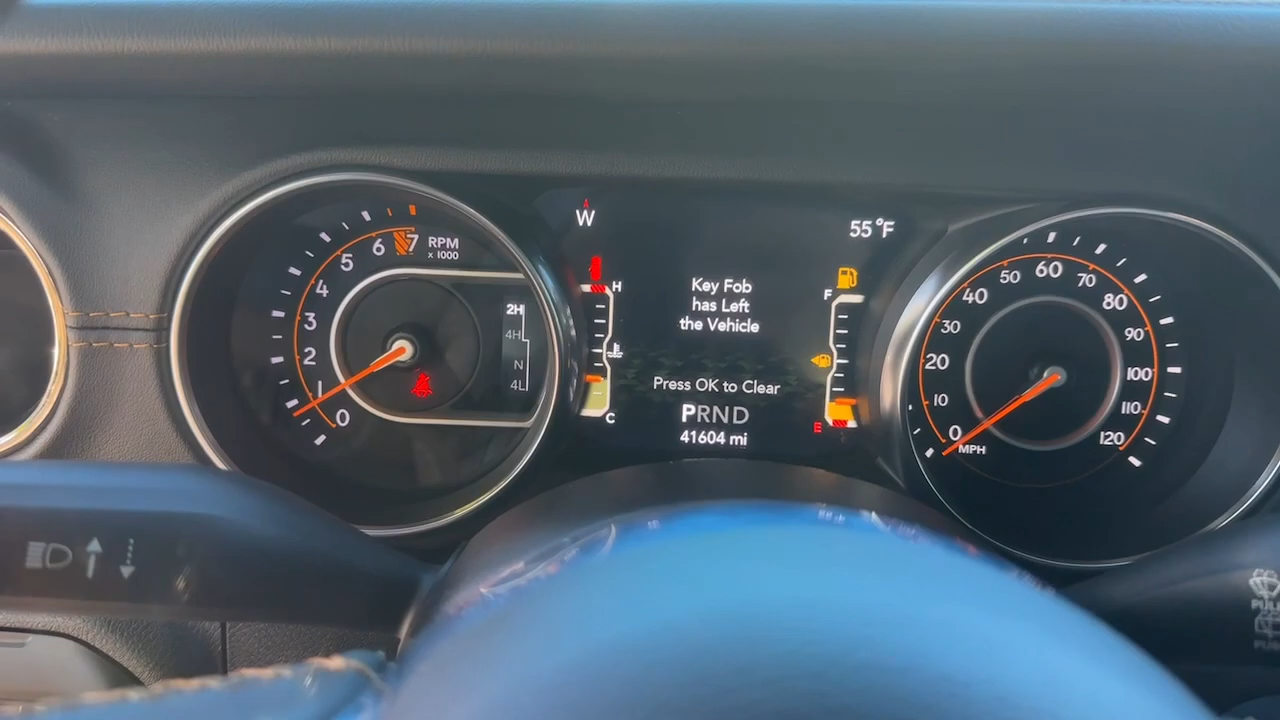 0
1
2
3
4
5
6
7
RPM
x 1000
2H
4H
N
4L
W
55°F
H
C
Key Fob
has Left
the Vehicle
Press OK to Clear
PRND
41604 mi
F
E
0
10
20
30
40
50
60
70
80
90
100
110
120
MPH